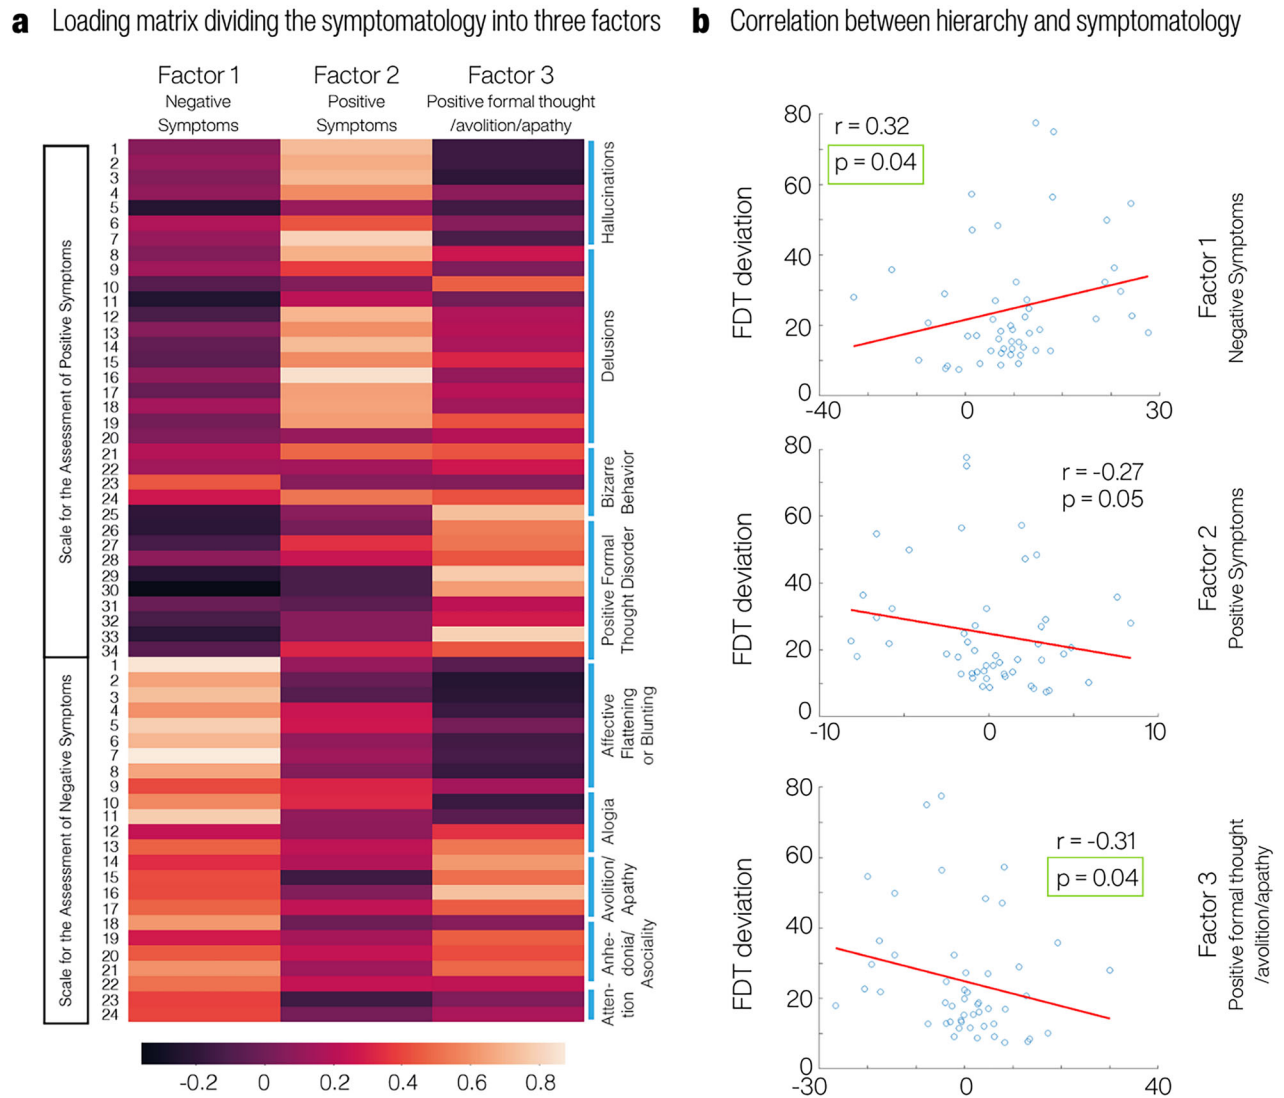 a Loading matrix dividing the symptomatology into three factors
Factor 1
Negative
Symptoms
Factor 2
Positive
Symptoms
Factor 3
Positive formal thought
/avolition/apathy
Scale for the Assessment of Positive Symptoms
1
2
3
4
5
6
7
8
9
10
11
12
13
14
15
16
17
18
19
20
21
22
23
24
25
26
27
28
29
30
31
32
33
34
Hallucinations
Delusions
Bizarre
Behavior
Positive Formal
Thought Disorder
Scale for the Assessment of Negative Symptoms
1
2
3
4
5
6
7
8
9
10
11
12
13
14
15
16
17
18
19
20
21
22
23
24
Affective
Flattening
or Blunting
Alogia
Avolition/
Apathy
Anhe-
donia/
Asociality
Atten-
tion
-0.2 0 0.2 0.4 0.6 0.8
b Correlation between hierarchy and symptomatology
80
60
40
20
0
-40 0 30
FDT deviation
r = 0.32
p = 0.04
Factor 1
Negative Symptoms
80
60
40
20
0
-10 0 10
FDT deviation
r = -0.27
p = 0.05
Factor 2
Positive Symptoms
80
60
40
20
0
-30 0 40
FDT deviation
r = -0.31
p = 0.04
Factor 3
Positive formal thought
/avolition/apathy